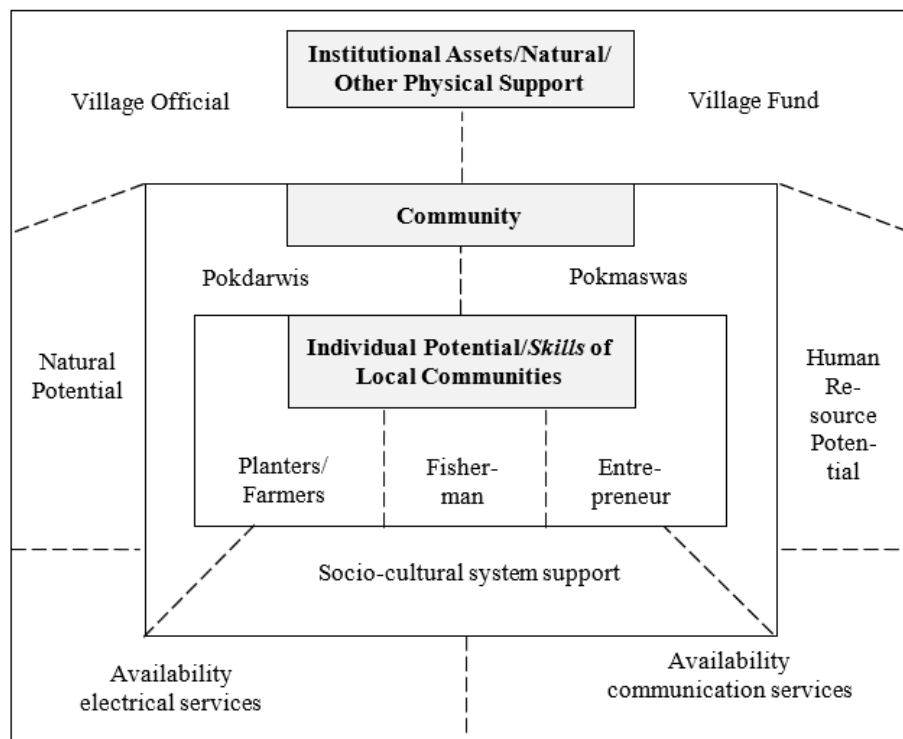 Institutional Assets/Natural/
Other Physical Support
Village Official
Village Fund
Community
Pokdarwis
Pokmaswas
Individual Potential/Skills of
Local Communities
Natural
Potential
Human
Re-
source
Poten-
tial
Planters/
Farmers
Fisher-
man
Entre-
preneur
Socio-cultural system support
Availability
electrical services
Availability
communication services